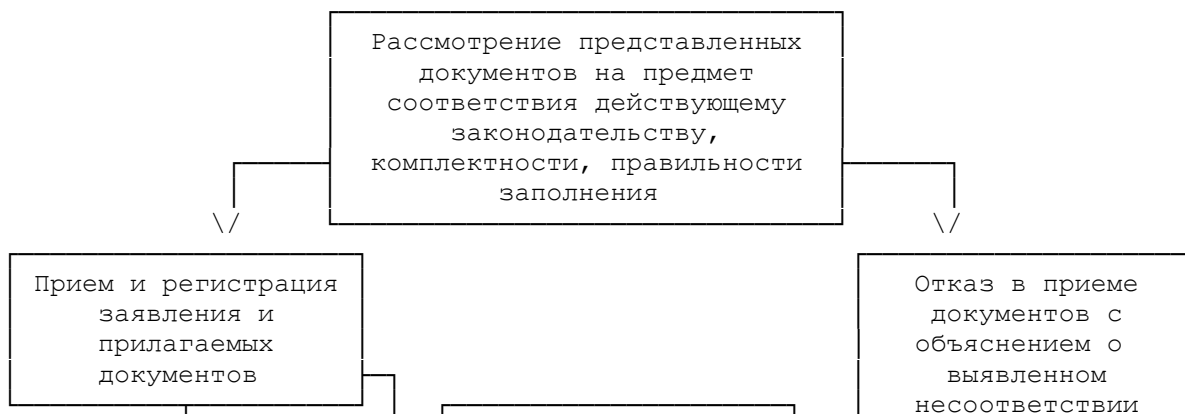 Рассмотрение представленных
документов на предмет
соответствия действующему
законодательству,
комплектности, правильности
заполнения
\/
\/
Прием и регистрация
заявления и
прилагаемых
документов
Отказ в приеме
документов с
объяснением о
выявленном
несоответствии